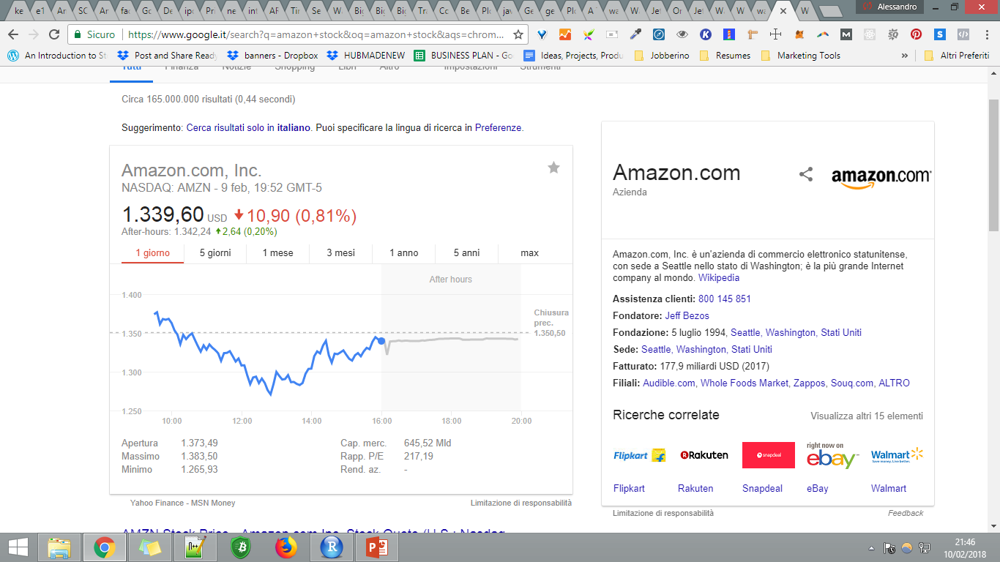 ke e1 Ar SC Ar fac Go De ipo Pri ne int AF Tir Se W Big Big Big Tra Cc Be Plo jav Ge ge Plo A T wa W Jef Or Jef W W wa W Alessandro
Sicuro https://www.google.it/search?q=amazon+stock&oq=amazon+stock&aqs=chrom...
An Introduction to St Post and Share Ready banners - Dropbox HUBMADENEW BUSINESS PLAN - Goo Ideas, Projects, Produ Jobberino Resumes Marketing Tools » Altri Preferiti
Tutti Finanza Notizie Shopping Libri Altro Impostazioni Strumenti
Circa 165.000.000 risultati (0,44 secondi)
Suggerimento: Cerca risultati solo in italiano. Puoi specificare la lingua di ricerca in Preferenze.
Amazon.com, Inc.
NASDAQ: AMZN - 9 feb, 19:52 GMT-5
1.339,60 USD 10,90 (0,81%)
After-hours: 1.342,24 2,64 (0,20%)
1 giorno 5 giorni 1 mese 3 mesi 1 anno 5 anni max
After hours
1.400
1.350
1.300
1.250
Chiusura
prec.
1.350,50
10:00 12:00 14:00 16:00 18:00 20:00
Apertura 1.373,49 Cap. merc. 645,52 Mld
Massimo 1.383,50 Rapp. P/E 217,19
Minimo 1.265,93 Rend. az. -
Yahoo Finance - MSN Money Limitazione di responsabilità
AMZN Stock Price - Amazon.com Inc. Stock Quote (U.S.: Nasdaq
Amazon.com amazon.com
Azienda
Amazon.com, Inc. è un'azienda di commercio elettronico statunitense,
con sede a Seattle nello stato di Washington; è la più grande Internet
company al mondo. Wikipedia
Assistenza clienti: 800 145 851
Fondatore: Jeff Bezos
Fondazione: 5 luglio 1994, Seattle, Washington, Stati Uniti
Sede: Seattle, Washington, Stati Uniti
Fatturato: 177,9 miliardi USD (2017)
Filiali: Audible.com, Whole Foods Market, Zappos, Souq.com, ALTRO
Ricerche correlate Visualizza altri 15 elementi
Flipkart Rakuten snapdeal right now on ebay Walmart
Save money. Live better.
Flipkart Rakuten Snapdeal eBay Walmart
Limitazione di responsabilità Feedback
21:46
10/02/2018